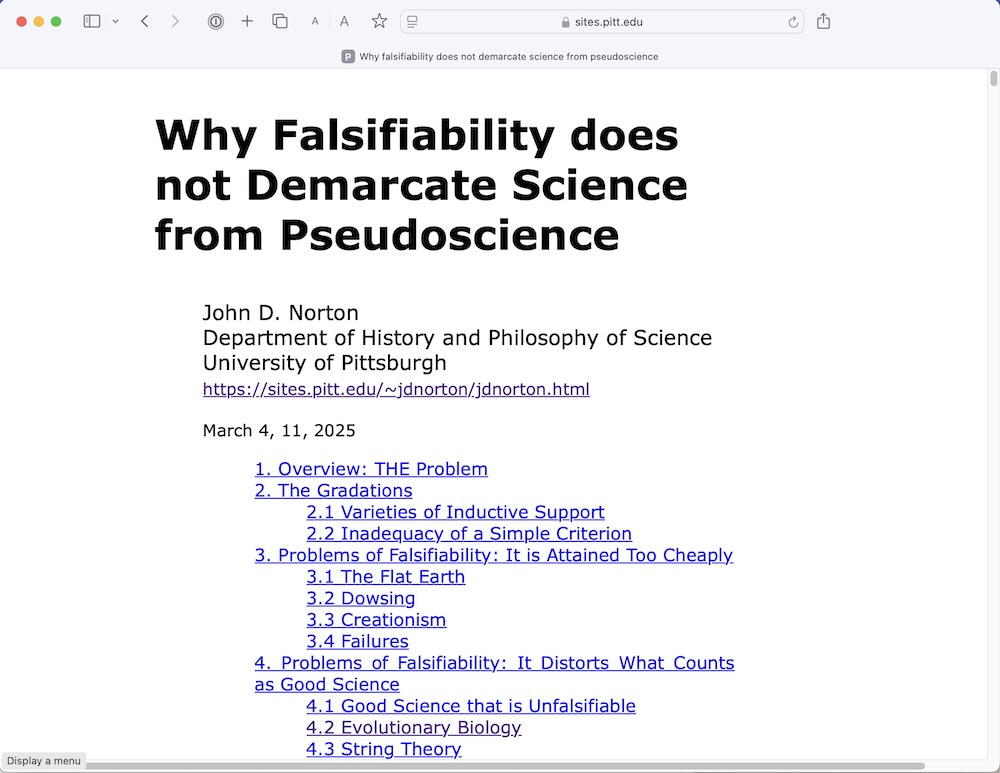 A A sites.pitt.edu
P Why falsifiability does not demarcate science from pseudoscience
Why Falsifiability does
not Demarcate Science
from Pseudoscience
John D. Norton
Department of History and Philosophy of Science
University of Pittsburgh
https://sites.pitt.edu/~jdnorton/jdnorton.html
March 4, 11, 2025
1. Overview: THE Problem
2. The Gradations
2.1 Varieties of Inductive Support
2.2 Inadequacy of a Simple Criterion
3. Problems of Falsifiability: It is Attained Too Cheaply
3.1 The Flat Earth
3.2 Dowsing
3.3 Creationism
3.4 Failures
4. Problems of Falsifiability: It Distorts What Counts
as Good Science
4.1 Good Science that is Unfalsifiable
4.2 Evolutionary Biology
4.3 String Theory
Display a menu